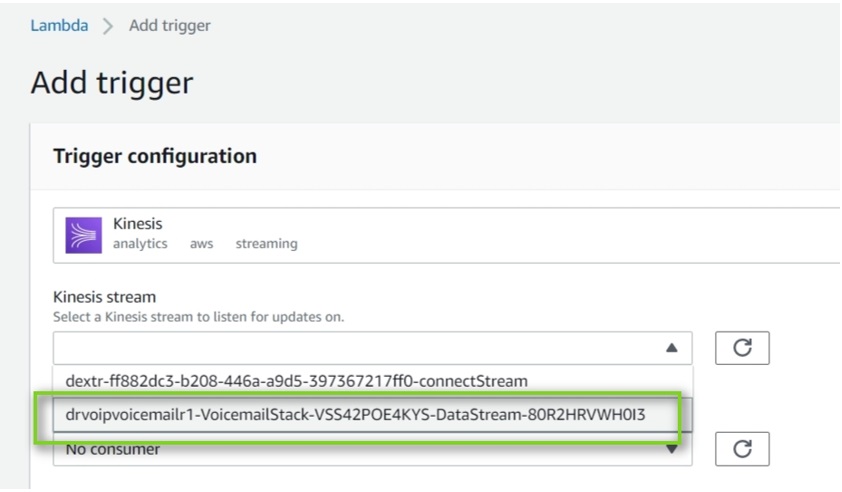 Lambda > Add trigger
Add trigger
Trigger configuration
Kinesis
analytics aws streaming
Kinesis stream
Select a Kinesis stream to listen for updates on.
dextr-ff882dc3-b208-446a-a9d5-397367217ff0-connectStream
drvoipvoicemailr1-VoicemailStack-VSS42POE4KYS-DataStream-80R2HRVWH0I3
No consumer